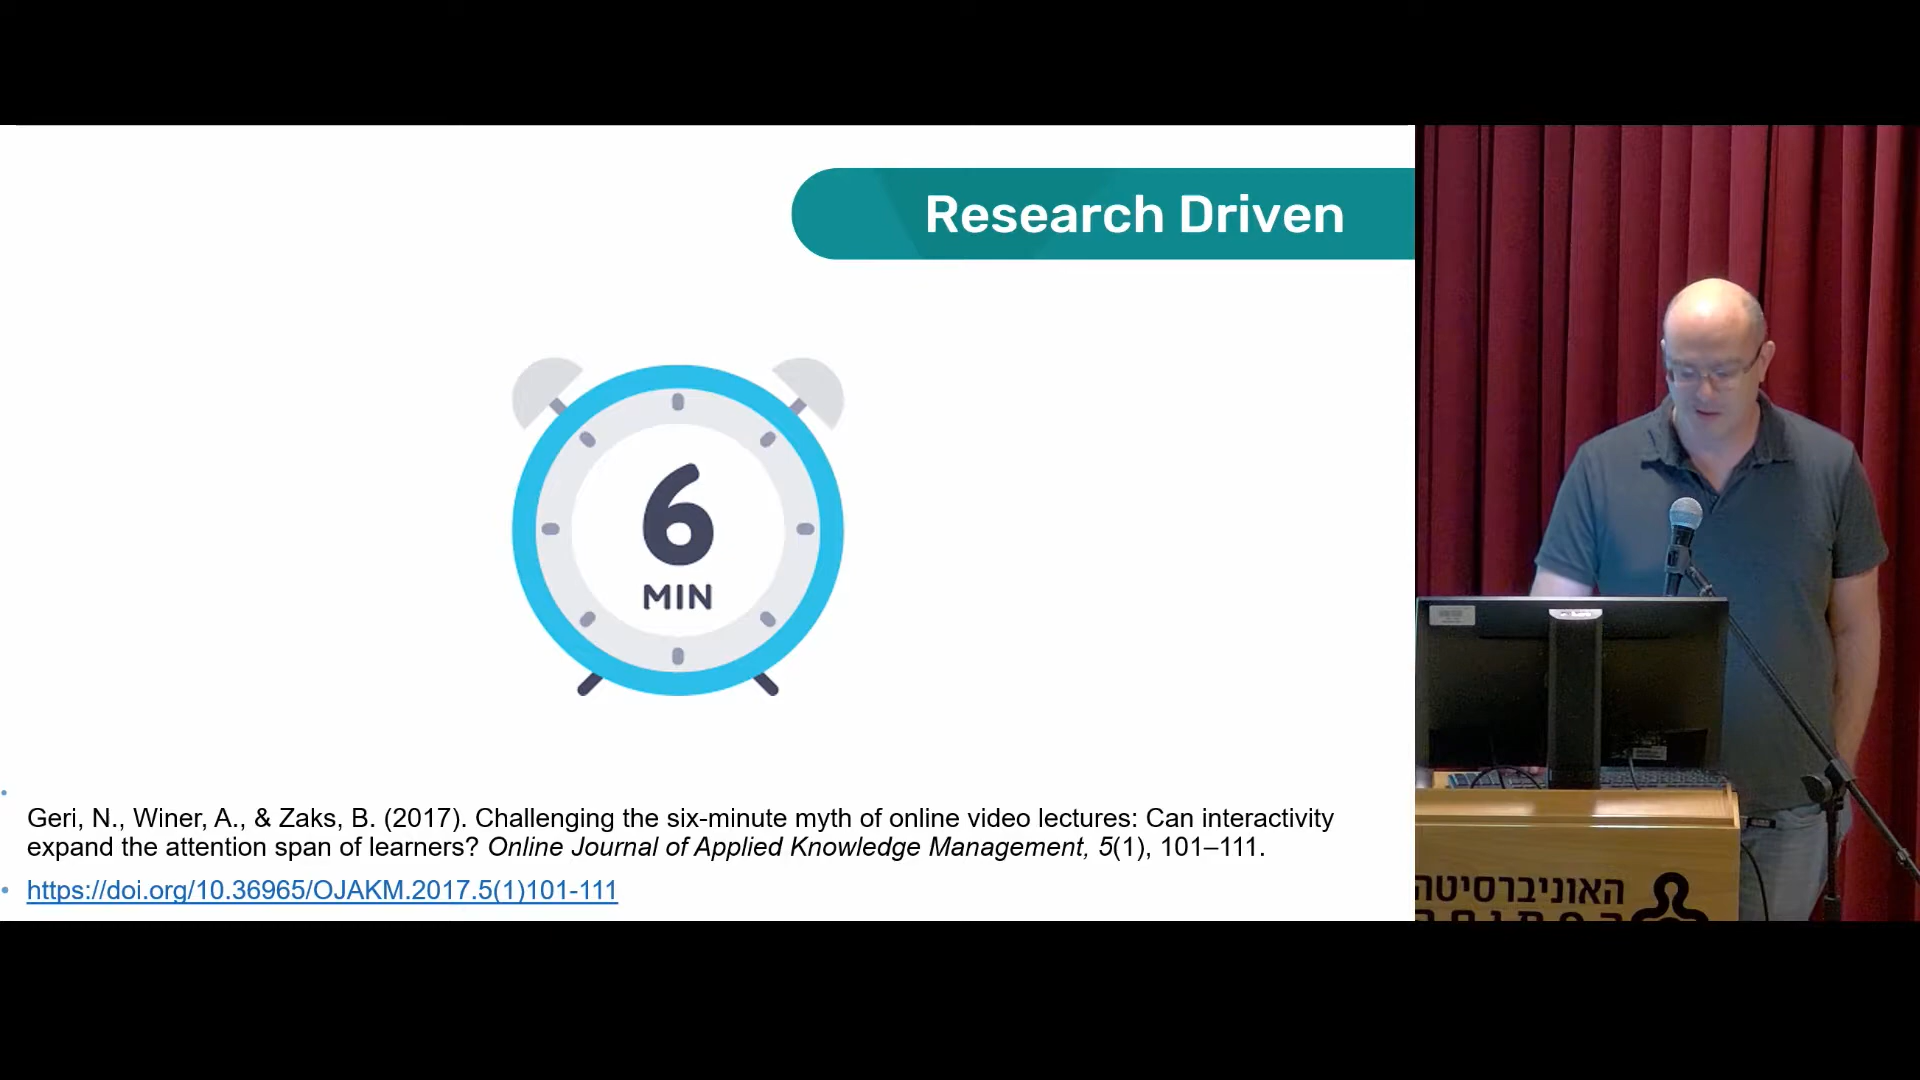 Research Driven
6
MIN
Geri, N., Winer, A., & Zaks, B. (2017). Challenging the six-minute myth of online video lectures: Can interactivity
expand the attention span of learners? Online Journal of Applied Knowledge Management, 5(1), 101–111.
https://doi.org/10.36965/OJAKM.2017.5(1)101-111
האוניברסיטה